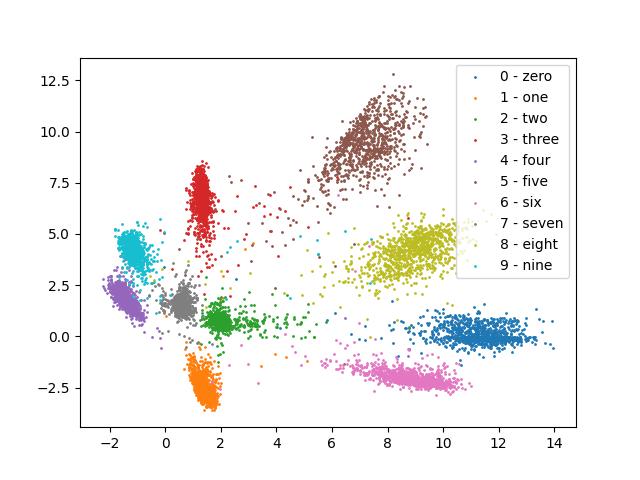 12.5
10.0
7.5
5.0
2.5
0.0
−2.5
−2
0
2
4
6
8
10
12
14
0 - zero
1 - one
2 - two
3 - three
4 - four
5 - five
6 - six
7 - seven
8 - eight
9 - nine